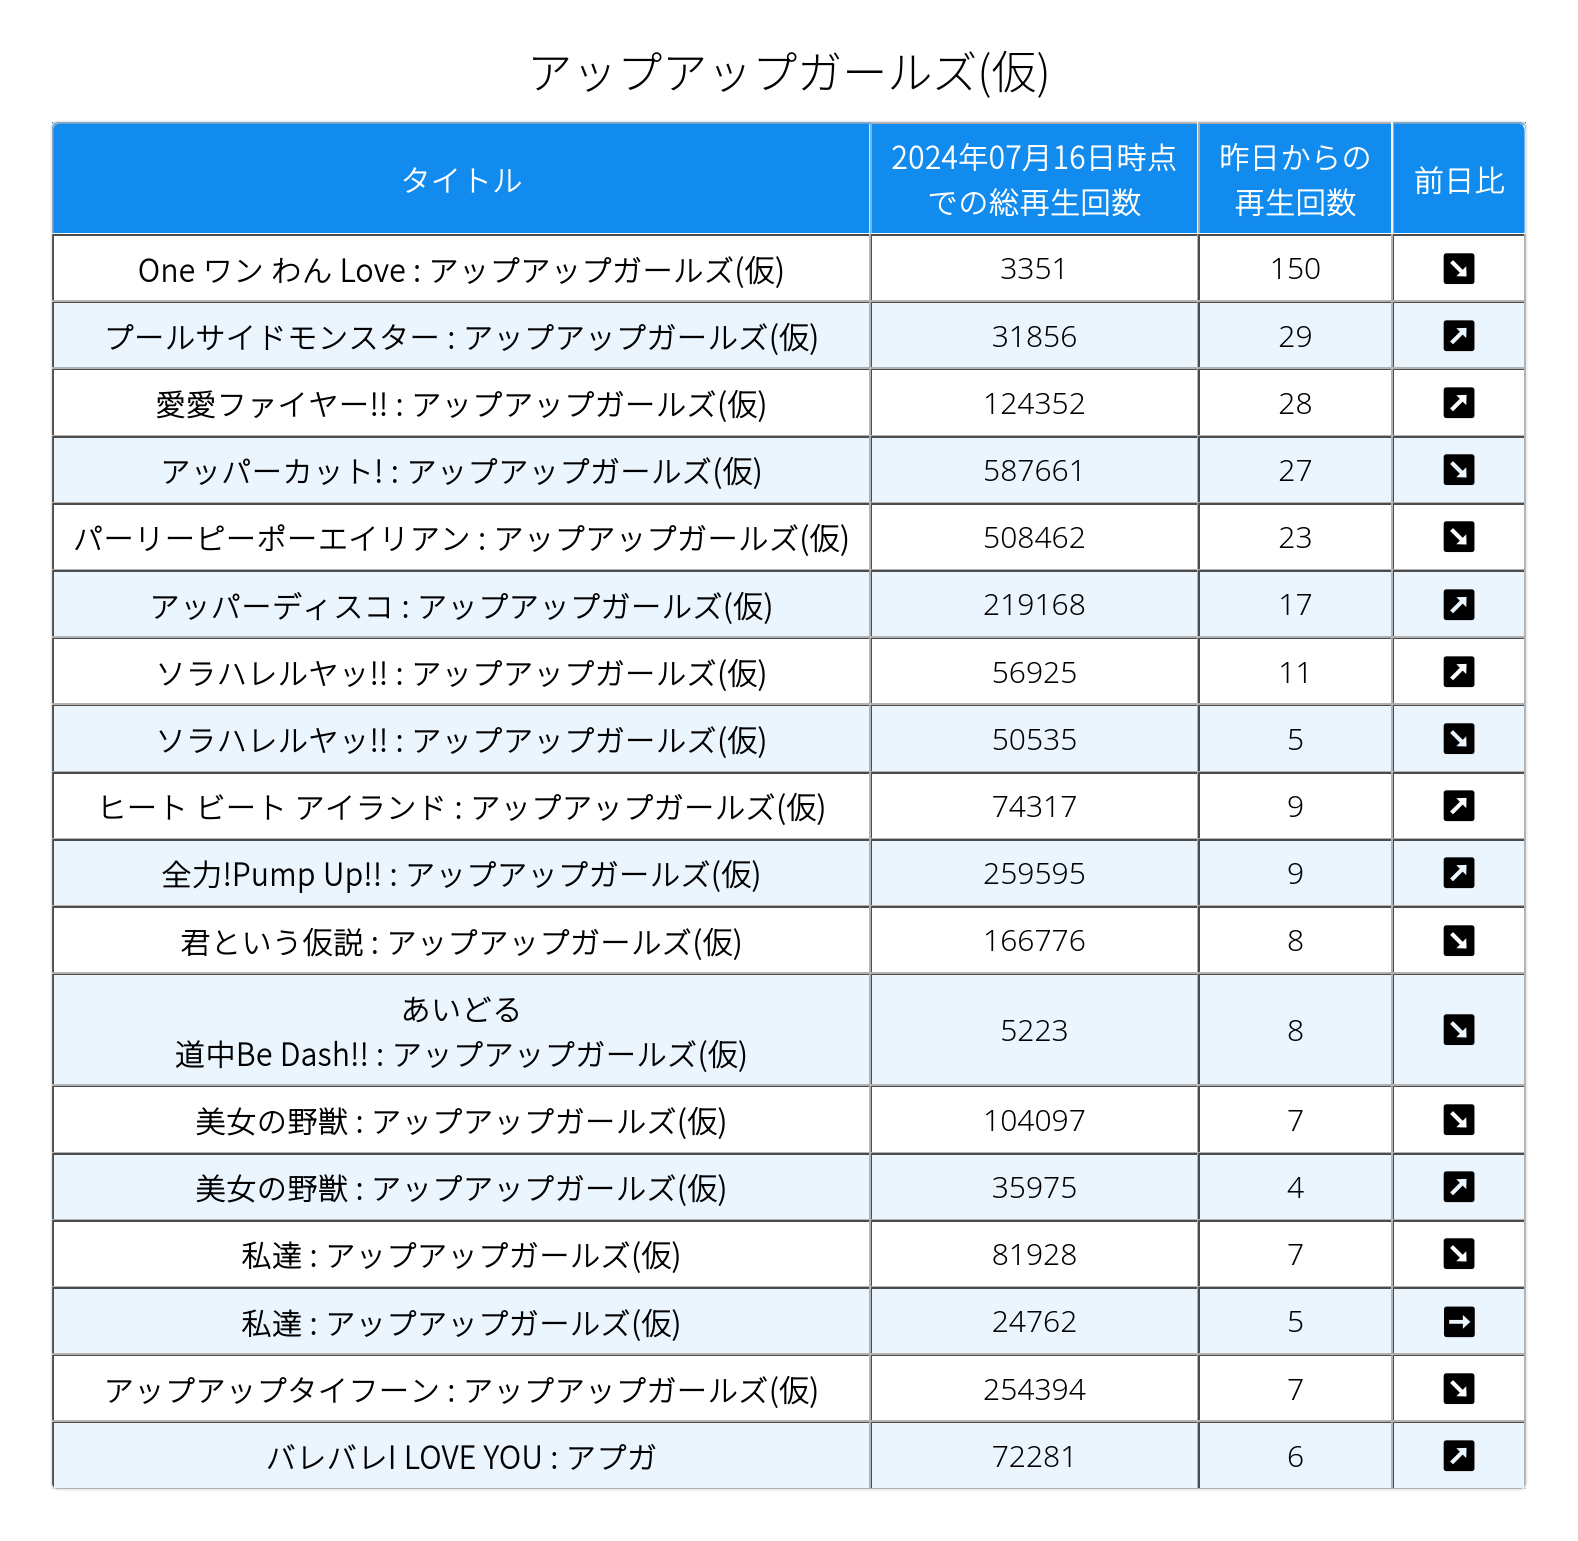 アップアップガールズ(仮)
タイトル 2024年07月16日時点での総再生回数 昨日からの再生回数 前日比
One ワン わん Love : アップアップガールズ(仮) 3351 150 ↘
プールサイドモンスター : アップアップガールズ(仮) 31856 29 ↗
愛愛ファイヤー!! : アップアップガールズ(仮) 124352 28 ↗
アッパーカット! : アップアップガールズ(仮) 587661 27 ↘
パーリーピーポーエイリアン : アップアップガールズ(仮) 508462 23 ↘
アッパーディスコ : アップアップガールズ(仮) 219168 17 ↗
ソラハレルヤッ!! : アップアップガールズ(仮) 56925 11 ↗
ソラハレルヤッ!! : アップアップガールズ(仮) 50535 5 ↘
ヒート ビート アイランド : アップアップガールズ(仮) 74317 9 ↗
全力!Pump Up!! : アップアップガールズ(仮) 259595 9 ↗
君という仮説 : アップアップガールズ(仮) 166776 8 ↘
あいどる
道中Be Dash!! : アップアップガールズ(仮) 5223 8 ↘
美女の野獣 : アップアップガールズ(仮) 104097 7 ↘
美女の野獣 : アップアップガールズ(仮) 35975 4 ↗
私達 : アップアップガールズ(仮) 81928 7 ↘
私達 : アップアップガールズ(仮) 24762 5 →
アップアップタイフーン : アップアップガールズ(仮) 254394 7 ↘
バレバレI LOVE YOU : アプガ 72281 6 ↗